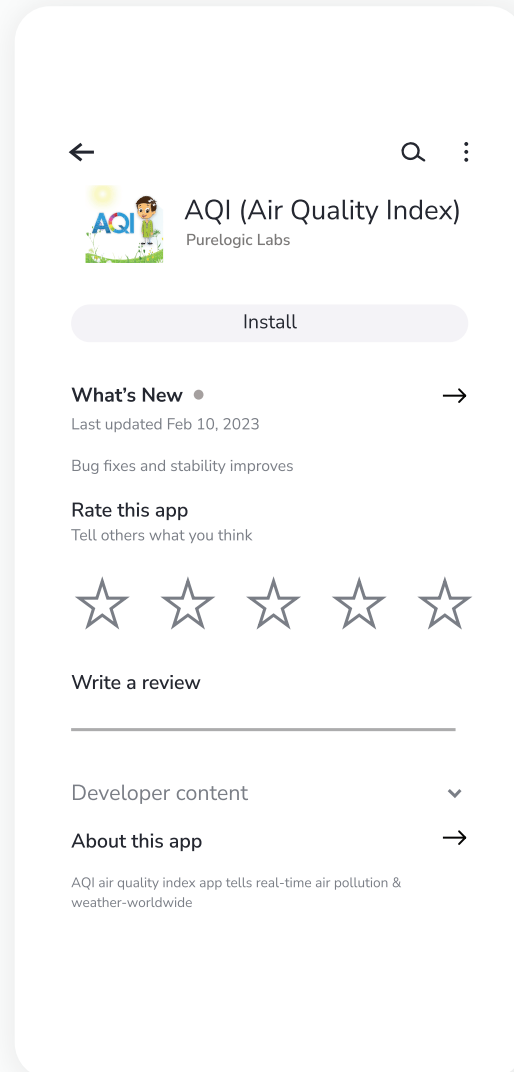 AQI
AQI (Air Quality Index)
Purelogic Labs
Install
What's New
Last updated Feb 10, 2023
Bug fixes and stability improves
Rate this app
Tell others what you think
Write a review
Developer content
About this app
AQI air quality index app tells real-time air pollution &
weather-worldwide